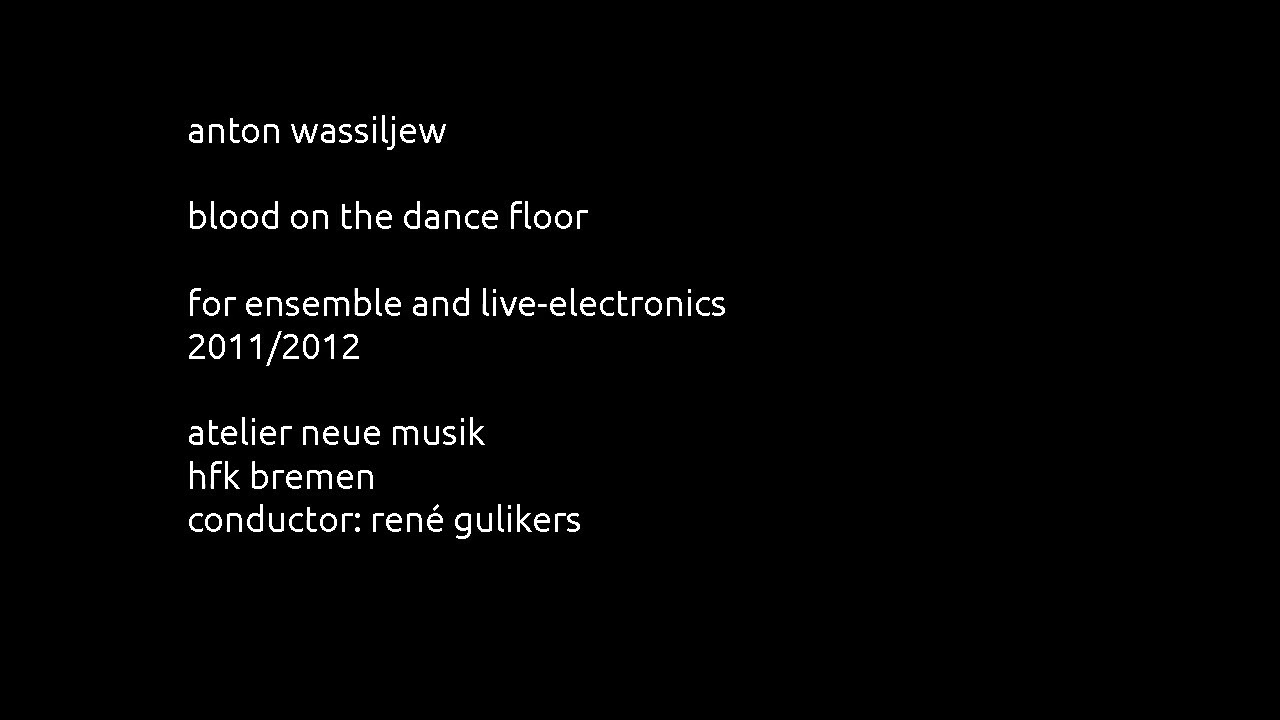 anton wassiljew
blood on the dance floor
for ensemble and live-electronics
2011/2012
atelier neue musik
hfk bremen
conductor: rené gulikers